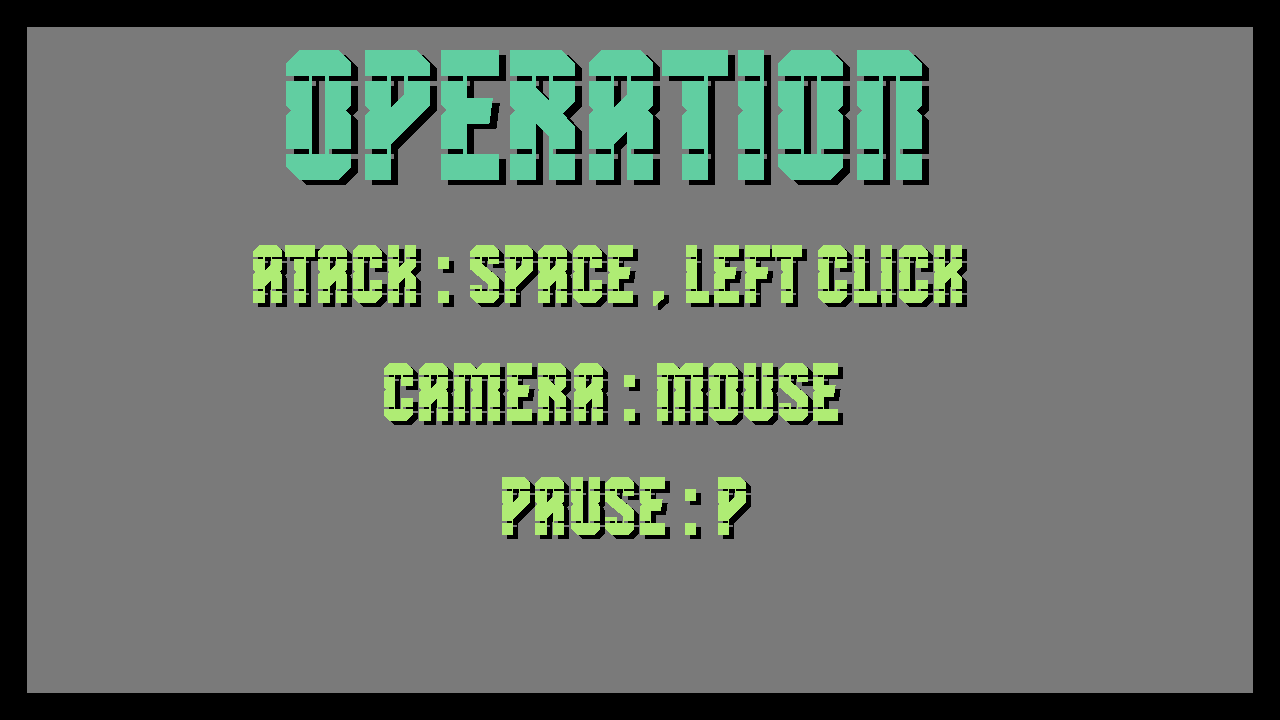 OPERATION
ATACK : SPACE , LEFT CLICK
CAMERA : MOUSE
PAUSE : P